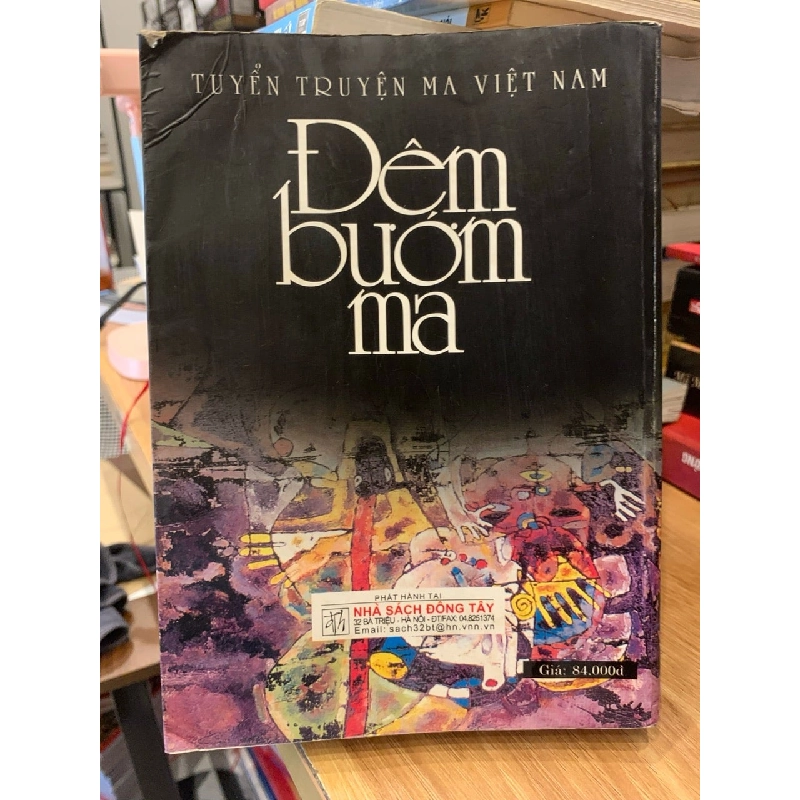 TUYỂN TRUYỆN MA VIỆT NAM
Đêm
bướm
ma
PHÁT HÀNH TẠI
NHÀ SÁCH ĐÔNG TÂY
32 BÀ TRIỆU - HÀ NỘI - ĐT/FAX: 04.8251374
Email: sach32bt@hn.vnn.vn
Giá: 84.000đ